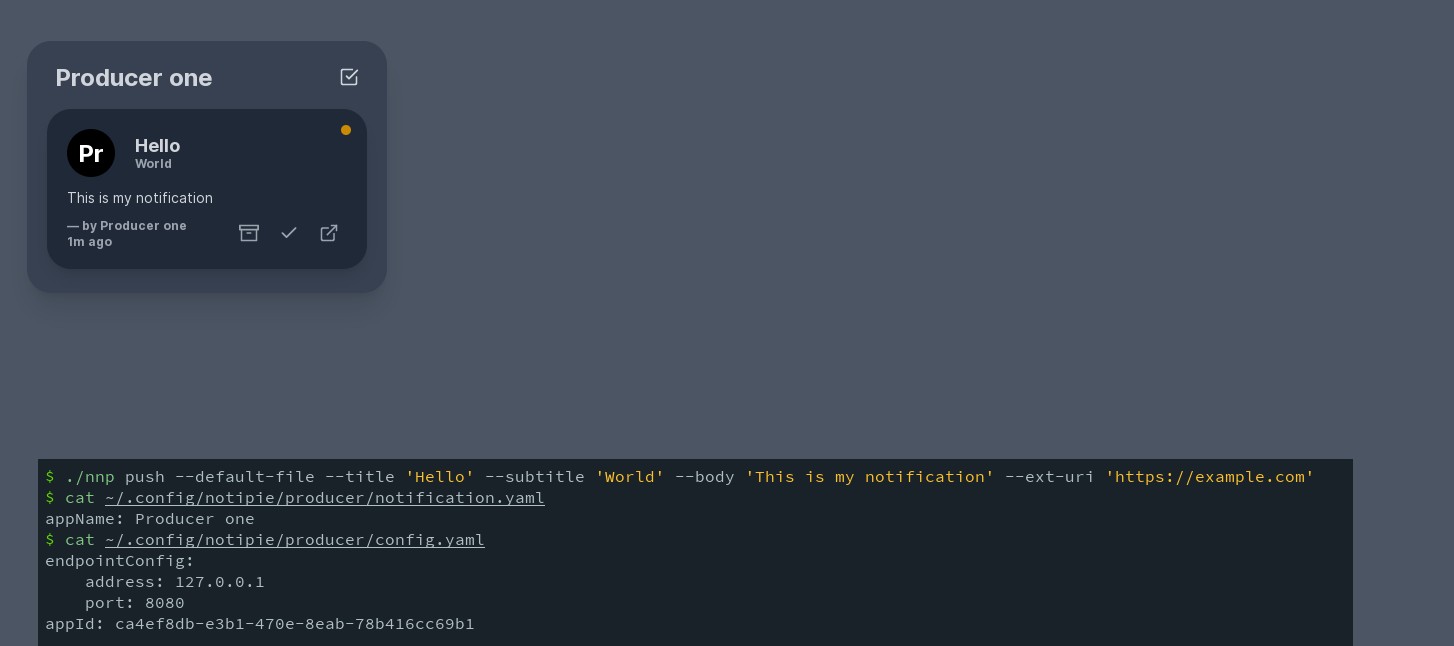 Producer one
Pr
Hello
World
This is my notification
— by Producer one
1m ago
$ ./nnp push --default-file --title 'Hello' --subtitle 'World' --body 'This is my notification' --ext-uri 'https://example.com'
$ cat ~/.config/notipie/producer/notification.yaml
appName: Producer one
$ cat ~/.config/notipie/producer/config.yaml
endpointConfig:
    address: 127.0.0.1
    port: 8080
appId: ca4ef8db-e3b1-470e-8eab-78b416cc69b1